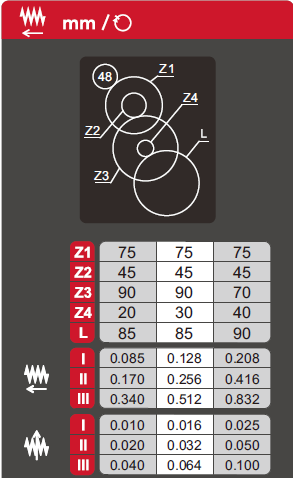 mm /
48
Z1
Z4
Z2
L
Z3
Z1 75 75 75
Z2 45 45 45
Z3 90 90 70
Z4 20 30 40
L 85 85 90
I 0.085 0.128 0.208
II 0.170 0.256 0.416
III 0.340 0.512 0.832
I 0.010 0.016 0.025
II 0.020 0.032 0.050
III 0.040 0.064 0.100